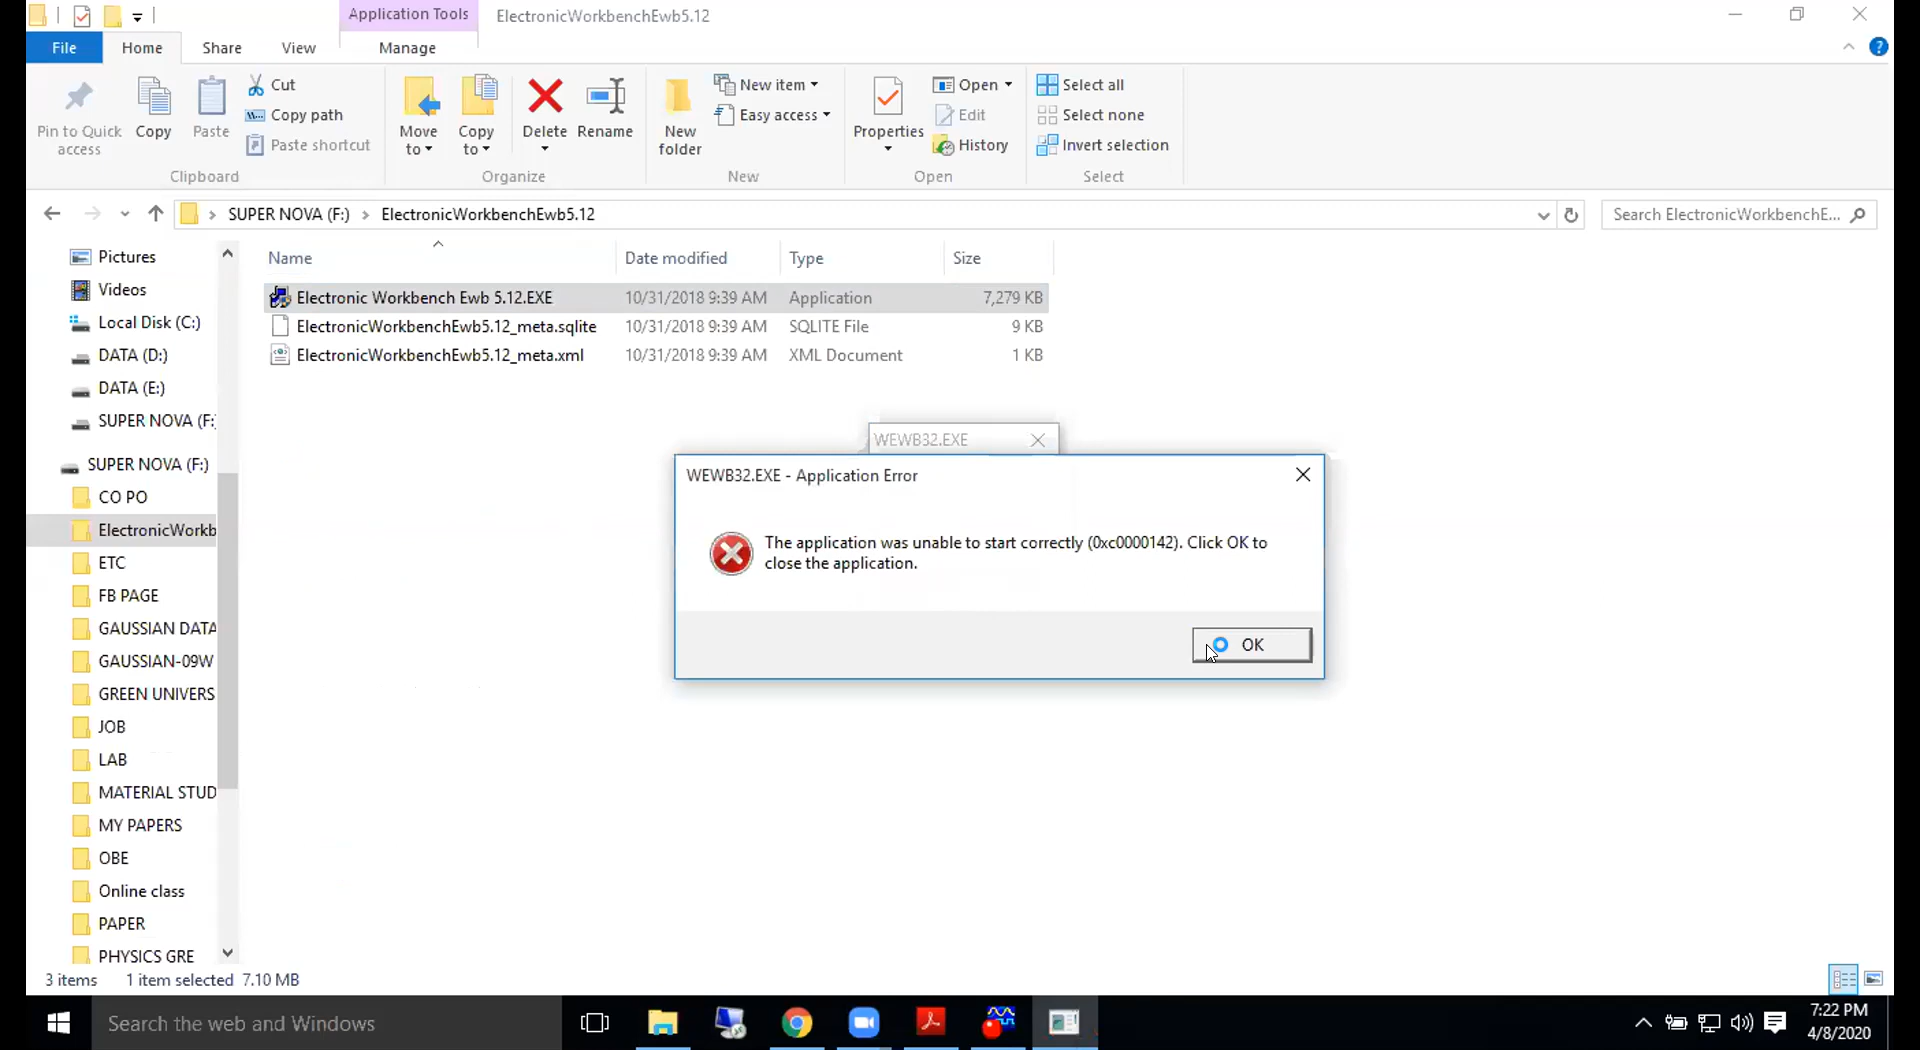 Application Tools
ElectronicWorkbenchEwb5.12
File
Home
Share
View
Manage
Pin to Quick
access
Copy
Paste
Cut
Copy path
Paste shortcut
Clipboard
Move
to
Copy
to
Delete
Rename
Organize
New
folder
New item
Easy access
New
Properties
Open
Edit
History
Open
Select all
Select none
Invert selection
Select
SUPER NOVA (F:)
ElectronicWorkbenchEwb5.12
Search ElectronicWorkbenchE...
Name
Date modified
Type
Size
Electronic Workbench Ewb 5.12.EXE 10/31/2018 9:39 AM Application 7,279 KB
ElectronicWorkbenchEwb5.12_meta.sqlite 10/31/2018 9:39 AM SQLITE File 9 KB
ElectronicWorkbenchEwb5.12_meta.xml 10/31/2018 9:39 AM XML Document 1 KB
Pictures
Videos
Local Disk (C:)
DATA (D:)
DATA (E:)
SUPER NOVA (F:
SUPER NOVA (F:)
CO PO
ElectronicWorkb
ETC
FB PAGE
GAUSSIAN DATA
GAUSSIAN-09W
GREEN UNIVERS
JOB
LAB
MATERIAL STUD
MY PAPERS
OBE
Online class
PAPER
PHYSICS GRE
WEWB32.EXE
WEWB32.EXE - Application Error
The application was unable to start correctly (0xc0000142). Click OK to
close the application.
OK
3 items 1 item selected 7.10 MB
Search the web and Windows
7:22 PM
4/8/2020